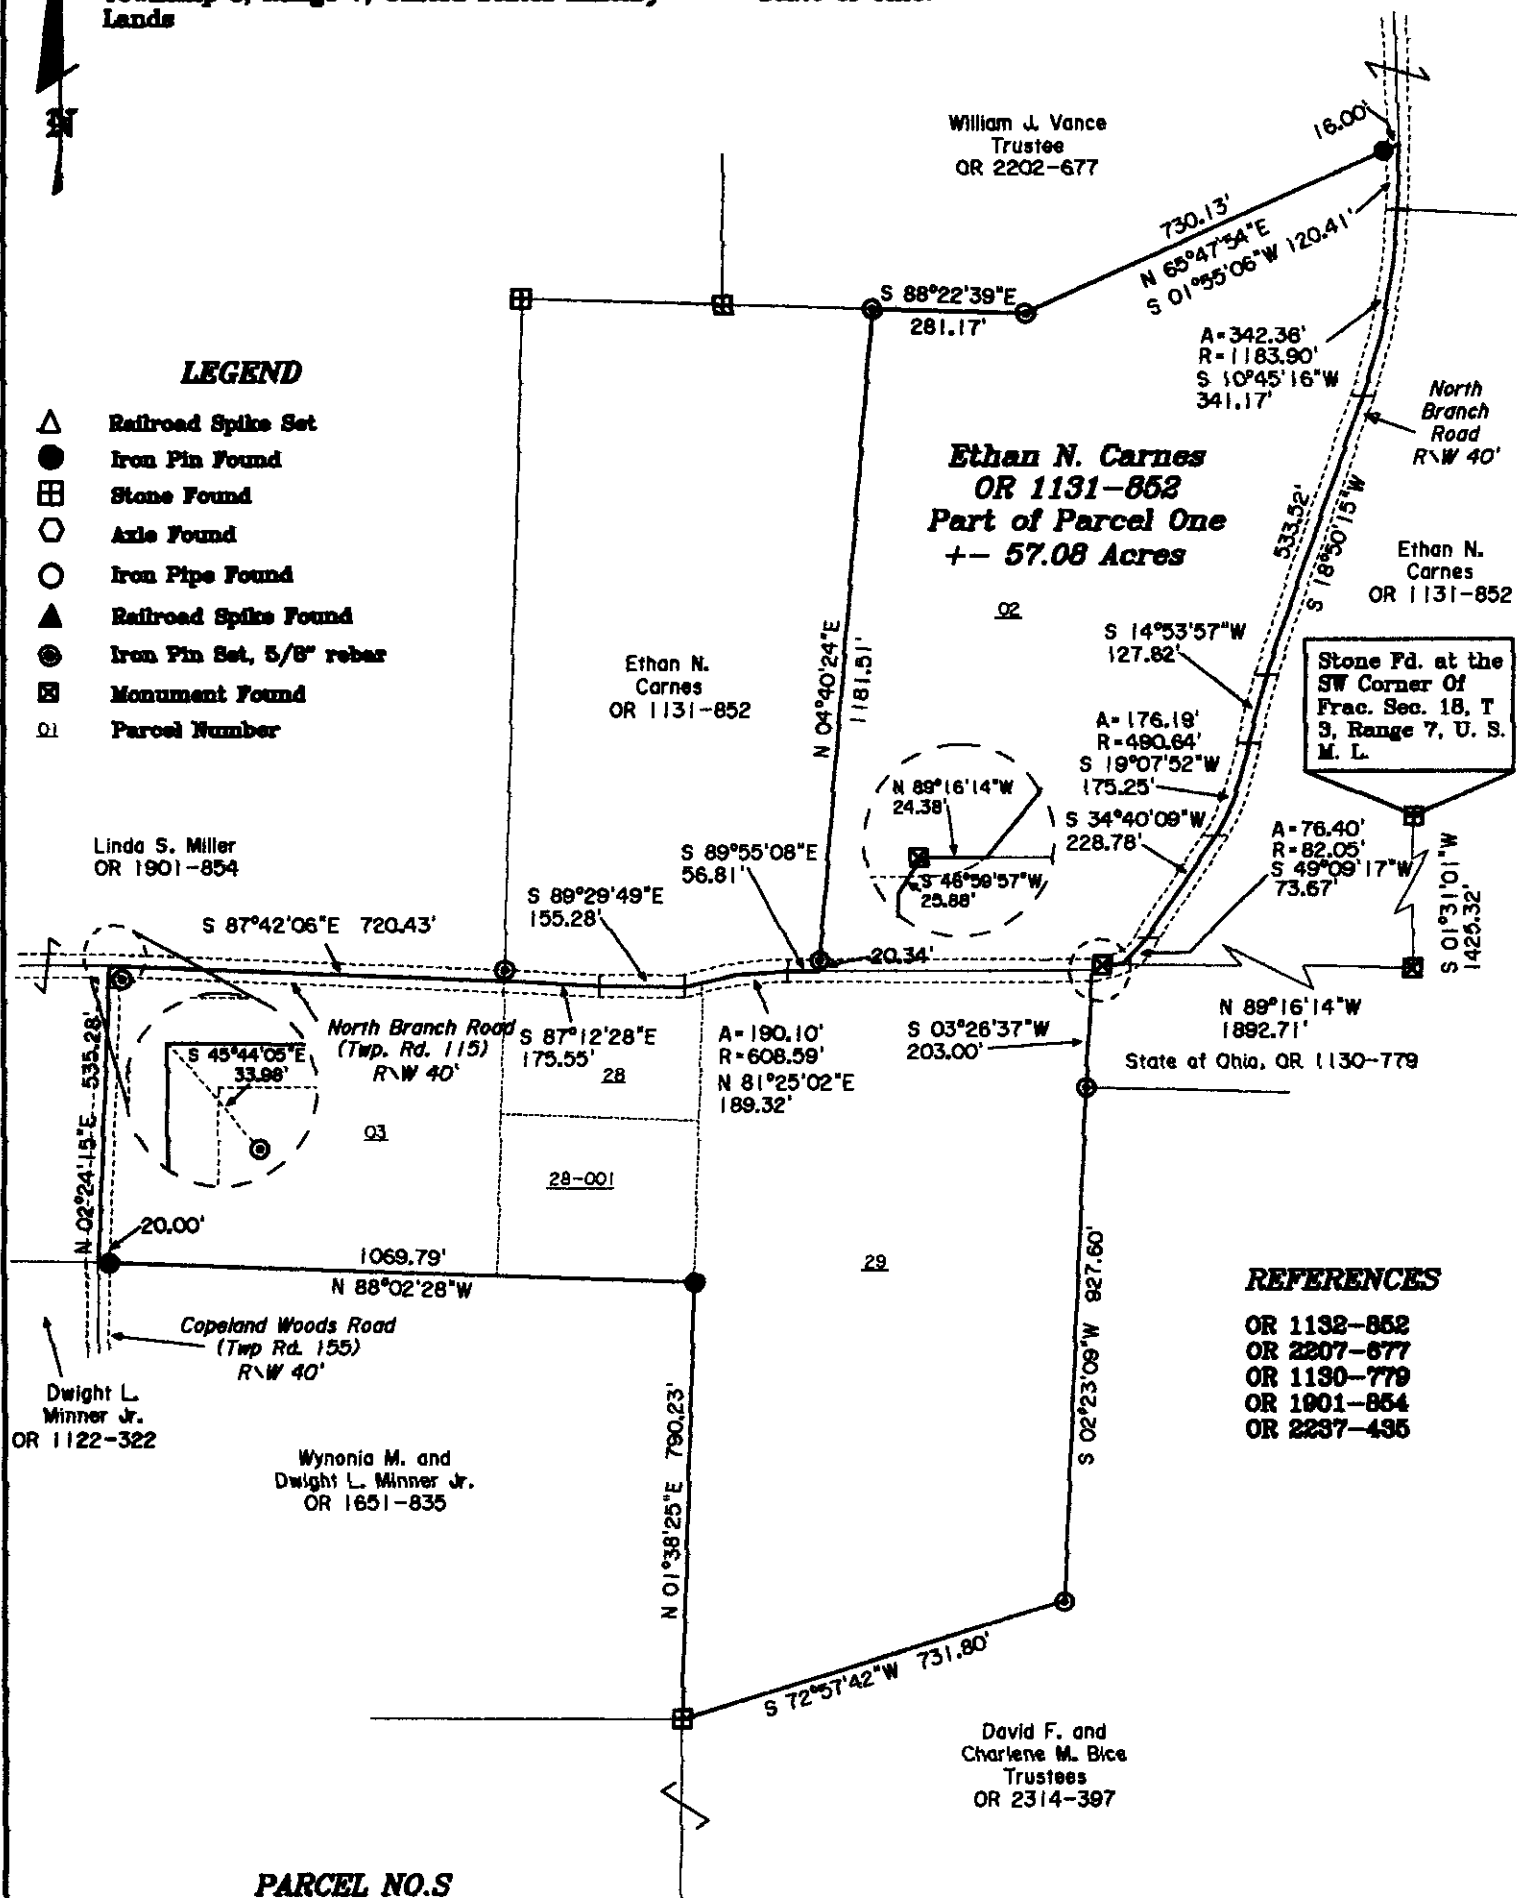 Lands
N
William J. Vance
Trustee
OR 2202-677
16.00'
730.13'
N 65°47'54"E
S 01°55'06"W 120.41'
S 88°22'39"E
281.17'
A=342.36'
R=1183.90'
S 10°45'16"W
341.17'
North
Branch
Road
R\W 40'
LEGEND
Railroad Spike Set
Iron Pin Found
Stone Found
Axle Found
Iron Pipe Found
Railroad Spike Found
Iron Pin Set, 5/8" rebar
Monument Found
01 Parcel Number
Ethan N. Carnes
OR 1131-852
Part of Parcel One
+- 57.08 Acres
02
533.52'
S 18°50'15"W
Ethan N.
Carnes
OR 1131-852
S 14°53'57"W
127.82'
Stone Fd. at the
SW Corner Of
Frac. Sec. 18, T
3, Range 7, U. S.
M. L.
Ethan N.
Carnes
OR 1131-852
N 04°40'24"E
1181.51'
A=176.19'
R=490.64'
S 19°07'52"W
175.25'
N 89°16'14"W
24.38'
S 46°59'57"W
25.88'
S 34°40'09"W
228.78'
A=76.40'
R=82.05'
S 49°09'17"W
73.67'
S 01°31'01"W
1425.32'
Linda S. Miller
OR 1901-854
S 89°55'08"E
56.81'
S 89°29'49"E
155.28'
S 87°42'06"E 720.43'
20.34'
N 89°16'14"W
1892.71'
State of Ohio, OR 1130-779
S 03°26'37"W
203.00'
North Branch Road
(Twp. Rd. 115)
R\W 40'
S 87°12'28"E
175.55'
A=190.10'
R=608.59'
N 81°25'02"E
189.32'
S 45°44'05"E
33.98'
N 02°24'15"E 535.28'
28
03
28-001
20.00'
1069.79'
N 88°02'28"W
29
S 02°23'09"W 927.60'
Copeland Woods Road
(Twp Rd. 155)
R\W 40'
REFERENCES
OR 1132-852
OR 2207-677
OR 1130-779
OR 1901-854
OR 2237-435
Dwight L.
Minner Jr.
OR 1122-322
Wynonia M. and
Dwight L. Minner Jr.
OR 1651-835
N 01°38'25"E 790.23'
S 72°57'42"W 731.80'
David F. and
Charlene M. Bice
Trustees
OR 2314-397
PARCEL NO.S